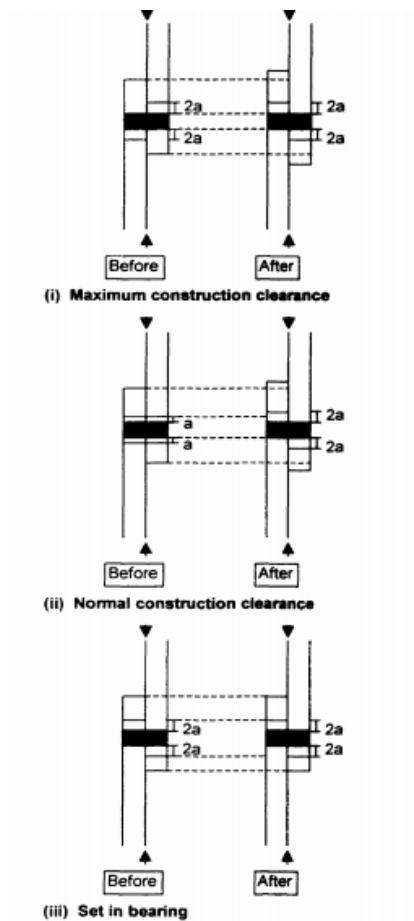 2a 2a
2a 2a
Before After
(i) Maximum construction clearance
a 2a
a 2a
Before After
(ii) Normal construction clearance
2a 2a
2a 2a
Before After
(iii) Set in bearing